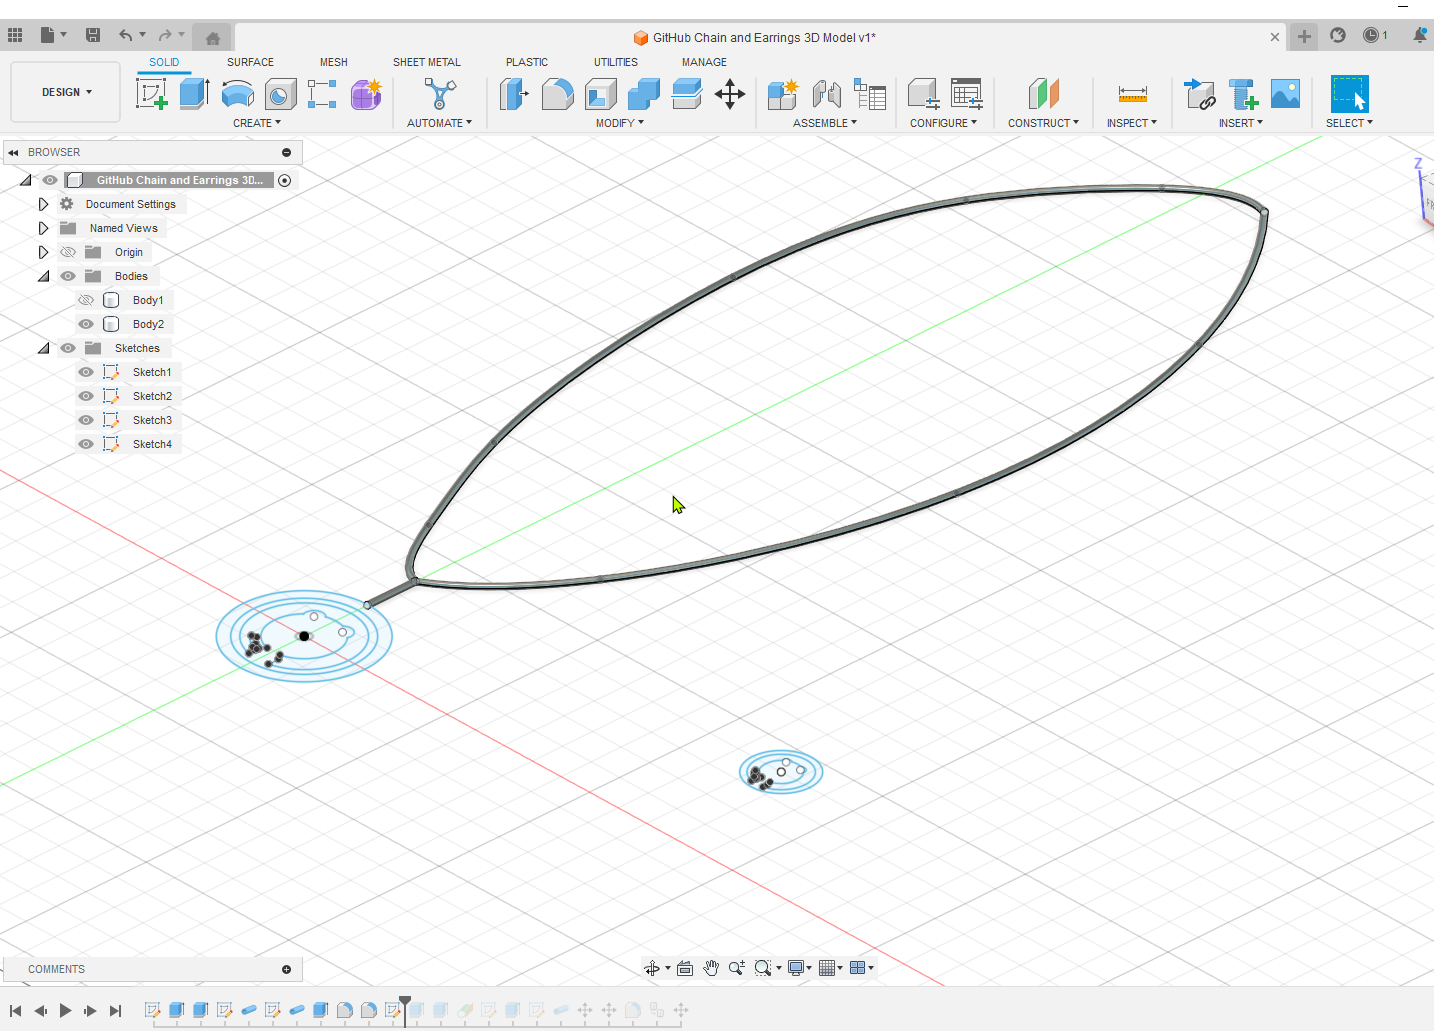 GitHub Chain and Earrings 3D Model v1*
1
DESIGN
SOLID SURFACE MESH SHEET METAL PLASTIC UTILITIES MANAGE
CREATE AUTOMATE MODIFY ASSEMBLE CONFIGURE CONSTRUCT INSPECT INSERT SELECT
BROWSER
GitHub Chain and Earrings 3D...
Document Settings
Named Views
Origin
Bodies
Body1
Body2
Sketches
Sketch1
Sketch2
Sketch3
Sketch4
Z
COMMENTS